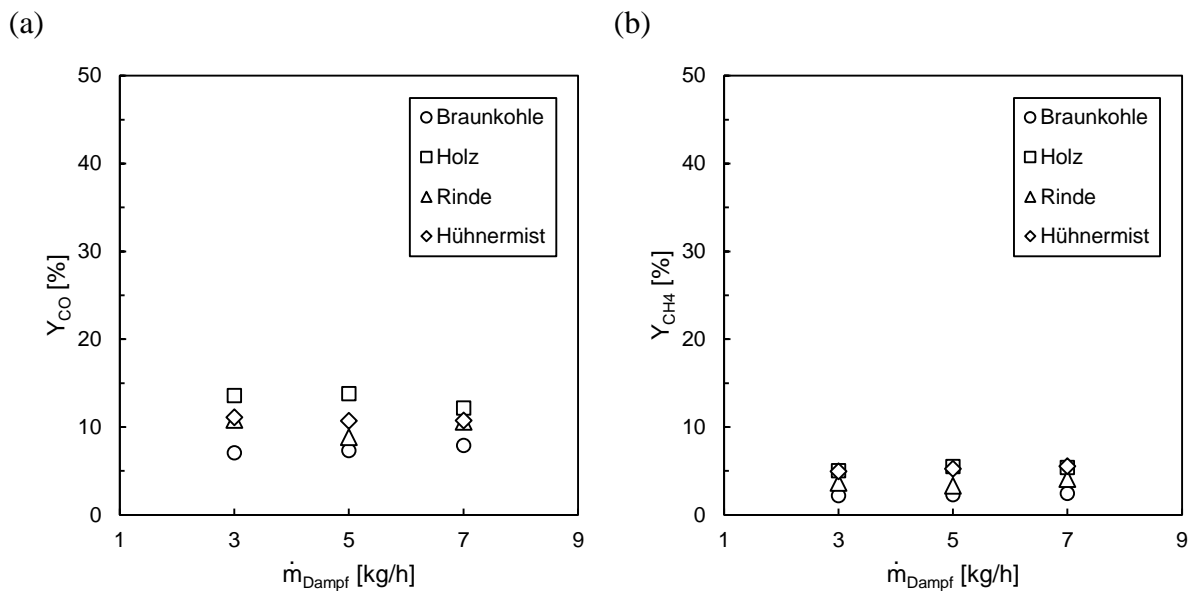 (a)
50
40
30
20
10
0
Y_CO [%]
1 3 5 7 9
ṁ_Dampf [kg/h]
Braunkohle
Holz
Rinde
Hühnermist
(b)
50
40
30
20
10
0
Y_CH4 [%]
1 3 5 7 9
ṁ_Dampf [kg/h]
Braunkohle
Holz
Rinde
Hühnermist